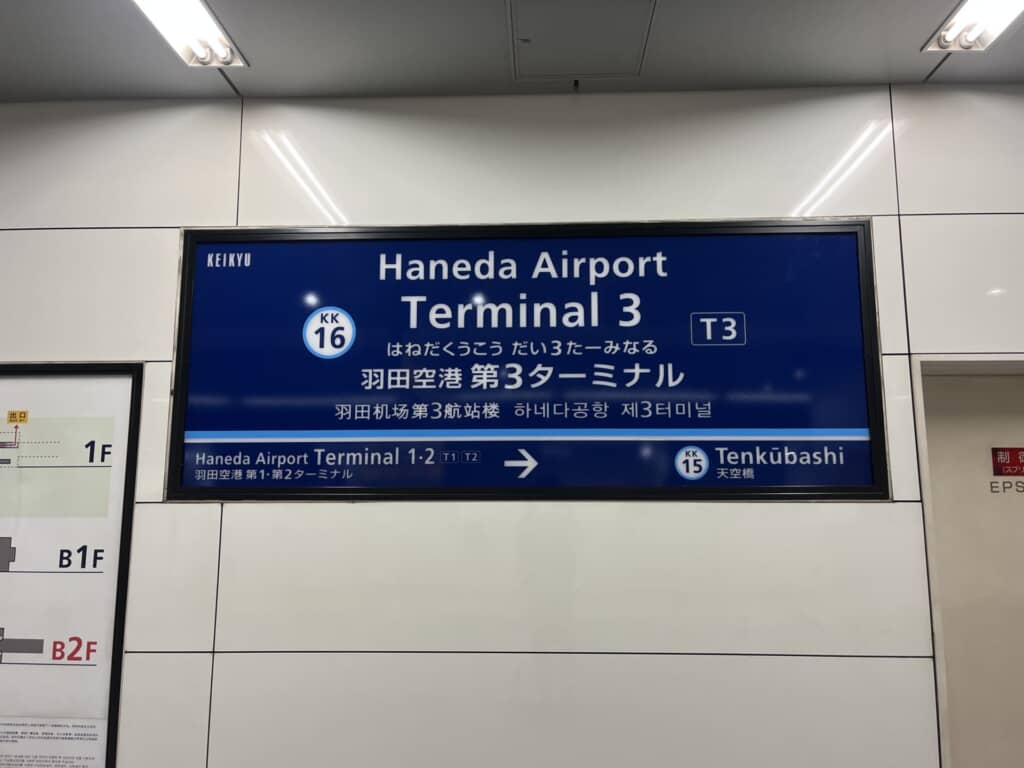 KEIKYU
Haneda Airport
Terminal 3
KK
16
T3
はねだくうこう だい3たーみなる
羽田空港 第3ターミナル
羽田机场第3航站楼 하네다공항 제3터미널
Haneda Airport Terminal 1·2 T1 T2
羽田空港 第1・第2ターミナル
→
KK
15
Tenkūbashi
天空橋
出口
1F
B1F
B2F
制
EPS